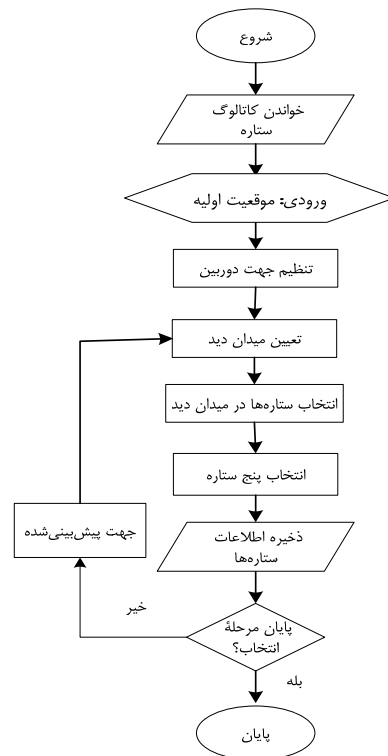 شروع
خواندن کاتالوگ
ستاره
ورودی: موقعیت اولیه
تنظیم جهت دوربین
تعیین میدان دید
انتخاب ستاره‌ها در میدان دید
انتخاب پنج ستاره
جهت پیش‌بینی‌شده
ذخیره اطلاعات
ستاره‌ها
خیر
پایان مرحلهٔ
انتخاب؟
بله
پایان